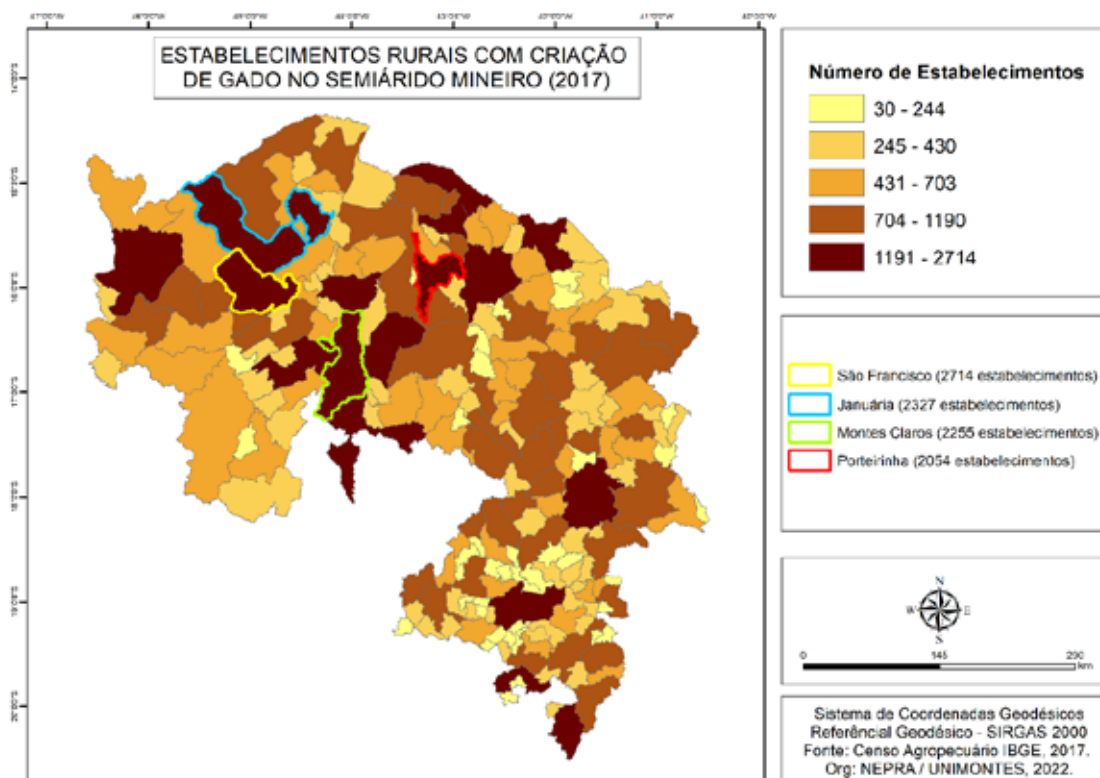 ESTABELECIMENTOS RURAIS COM CRIAÇÃO
DE GADO NO SEMIÁRIDO MINEIRO (2017)
Número de Estabelecimentos
30 - 244
245 - 430
431 - 703
704 - 1190
1191 - 2714
São Francisco (2714 estabelecimentos)
Januária (2327 estabelecimentos)
Montes Claros (2255 estabelecimentos)
Porteirinha (2054 estabelecimentos)
N
W E
S
0 145 290
km
Sistema de Coordenadas Geodésicos
Referêncial Geodésico - SIRGAS 2000
Fonte: Censo Agropecuário IBGE, 2017.
Org: NEPRA / UNIMONTES, 2022.